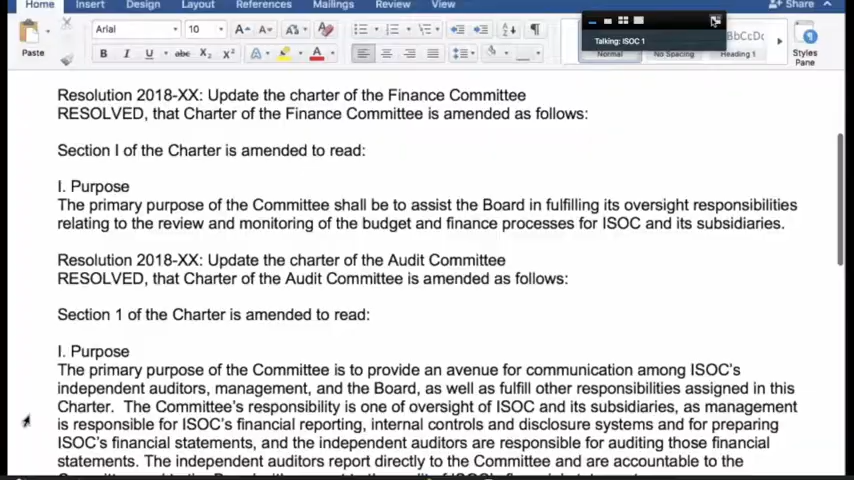 Home Insert Design Layout References Mailings Review View Share
Arial 10
Talking: ISOC 1
Paste
B I U abc X₂ X²
Normal No Spacing Heading 1
Styles
Pane
Resolution 2018-XX: Update the charter of the Finance Committee
RESOLVED, that Charter of the Finance Committee is amended as follows:
Section I of the Charter is amended to read:
I. Purpose
The primary purpose of the Committee shall be to assist the Board in fulfilling its oversight responsibilities
relating to the review and monitoring of the budget and finance processes for ISOC and its subsidiaries.
Resolution 2018-XX: Update the charter of the Audit Committee
RESOLVED, that Charter of the Audit Committee is amended as follows:
Section 1 of the Charter is amended to read:
I. Purpose
The primary purpose of the Committee is to provide an avenue for communication among ISOC's
independent auditors, management, and the Board, as well as fulfill other responsibilities assigned in this
Charter. The Committee's responsibility is one of oversight of ISOC and its subsidiaries, as management
is responsible for ISOC's financial reporting, internal controls and disclosure systems and for preparing
ISOC's financial statements, and the independent auditors are responsible for auditing those financial
statements. The independent auditors report directly to the Committee and are accountable to the